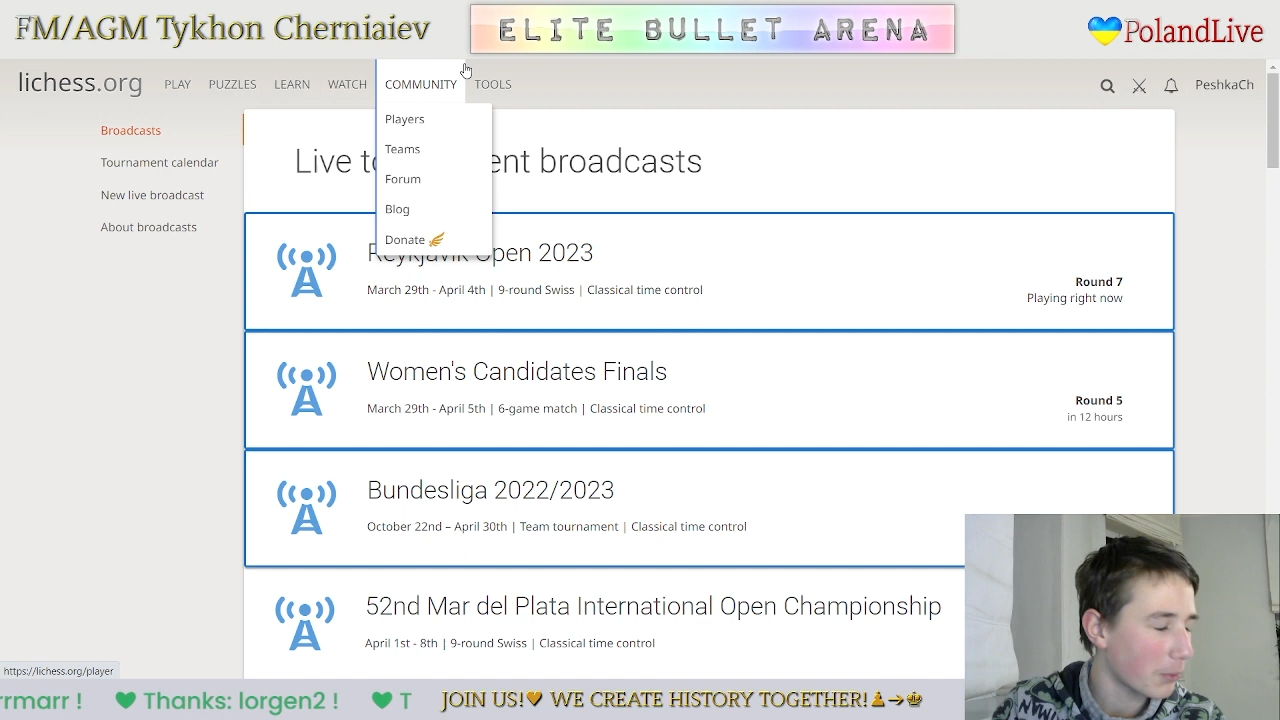 FM/AGM Tykhon Cherniaiev
ELITE BULLET ARENA
PolandLive
lichess.org
PLAY
PUZZLES
LEARN
WATCH
COMMUNITY
TOOLS
PeshkaCh
Players
Teams
Forum
Blog
Donate
Broadcasts
Tournament calendar
New live broadcast
About broadcasts
Live to ent broadcasts
Reykjavik Open 2023
March 29th - April 4th | 9-round Swiss | Classical time control
Round 7
Playing right now
Women's Candidates Finals
March 29th - April 5th | 6-game match | Classical time control
Round 5
in 12 hours
Bundesliga 2022/2023
October 22nd – April 30th | Team tournament | Classical time control
52nd Mar del Plata International Open Championship
April 1st - 8th | 9-round Swiss | Classical time control
https://lichess.org/player
rrmarr ! Thanks: lorgen2 ! T
JOIN US! WE CREATE HISTORY TOGETHER!